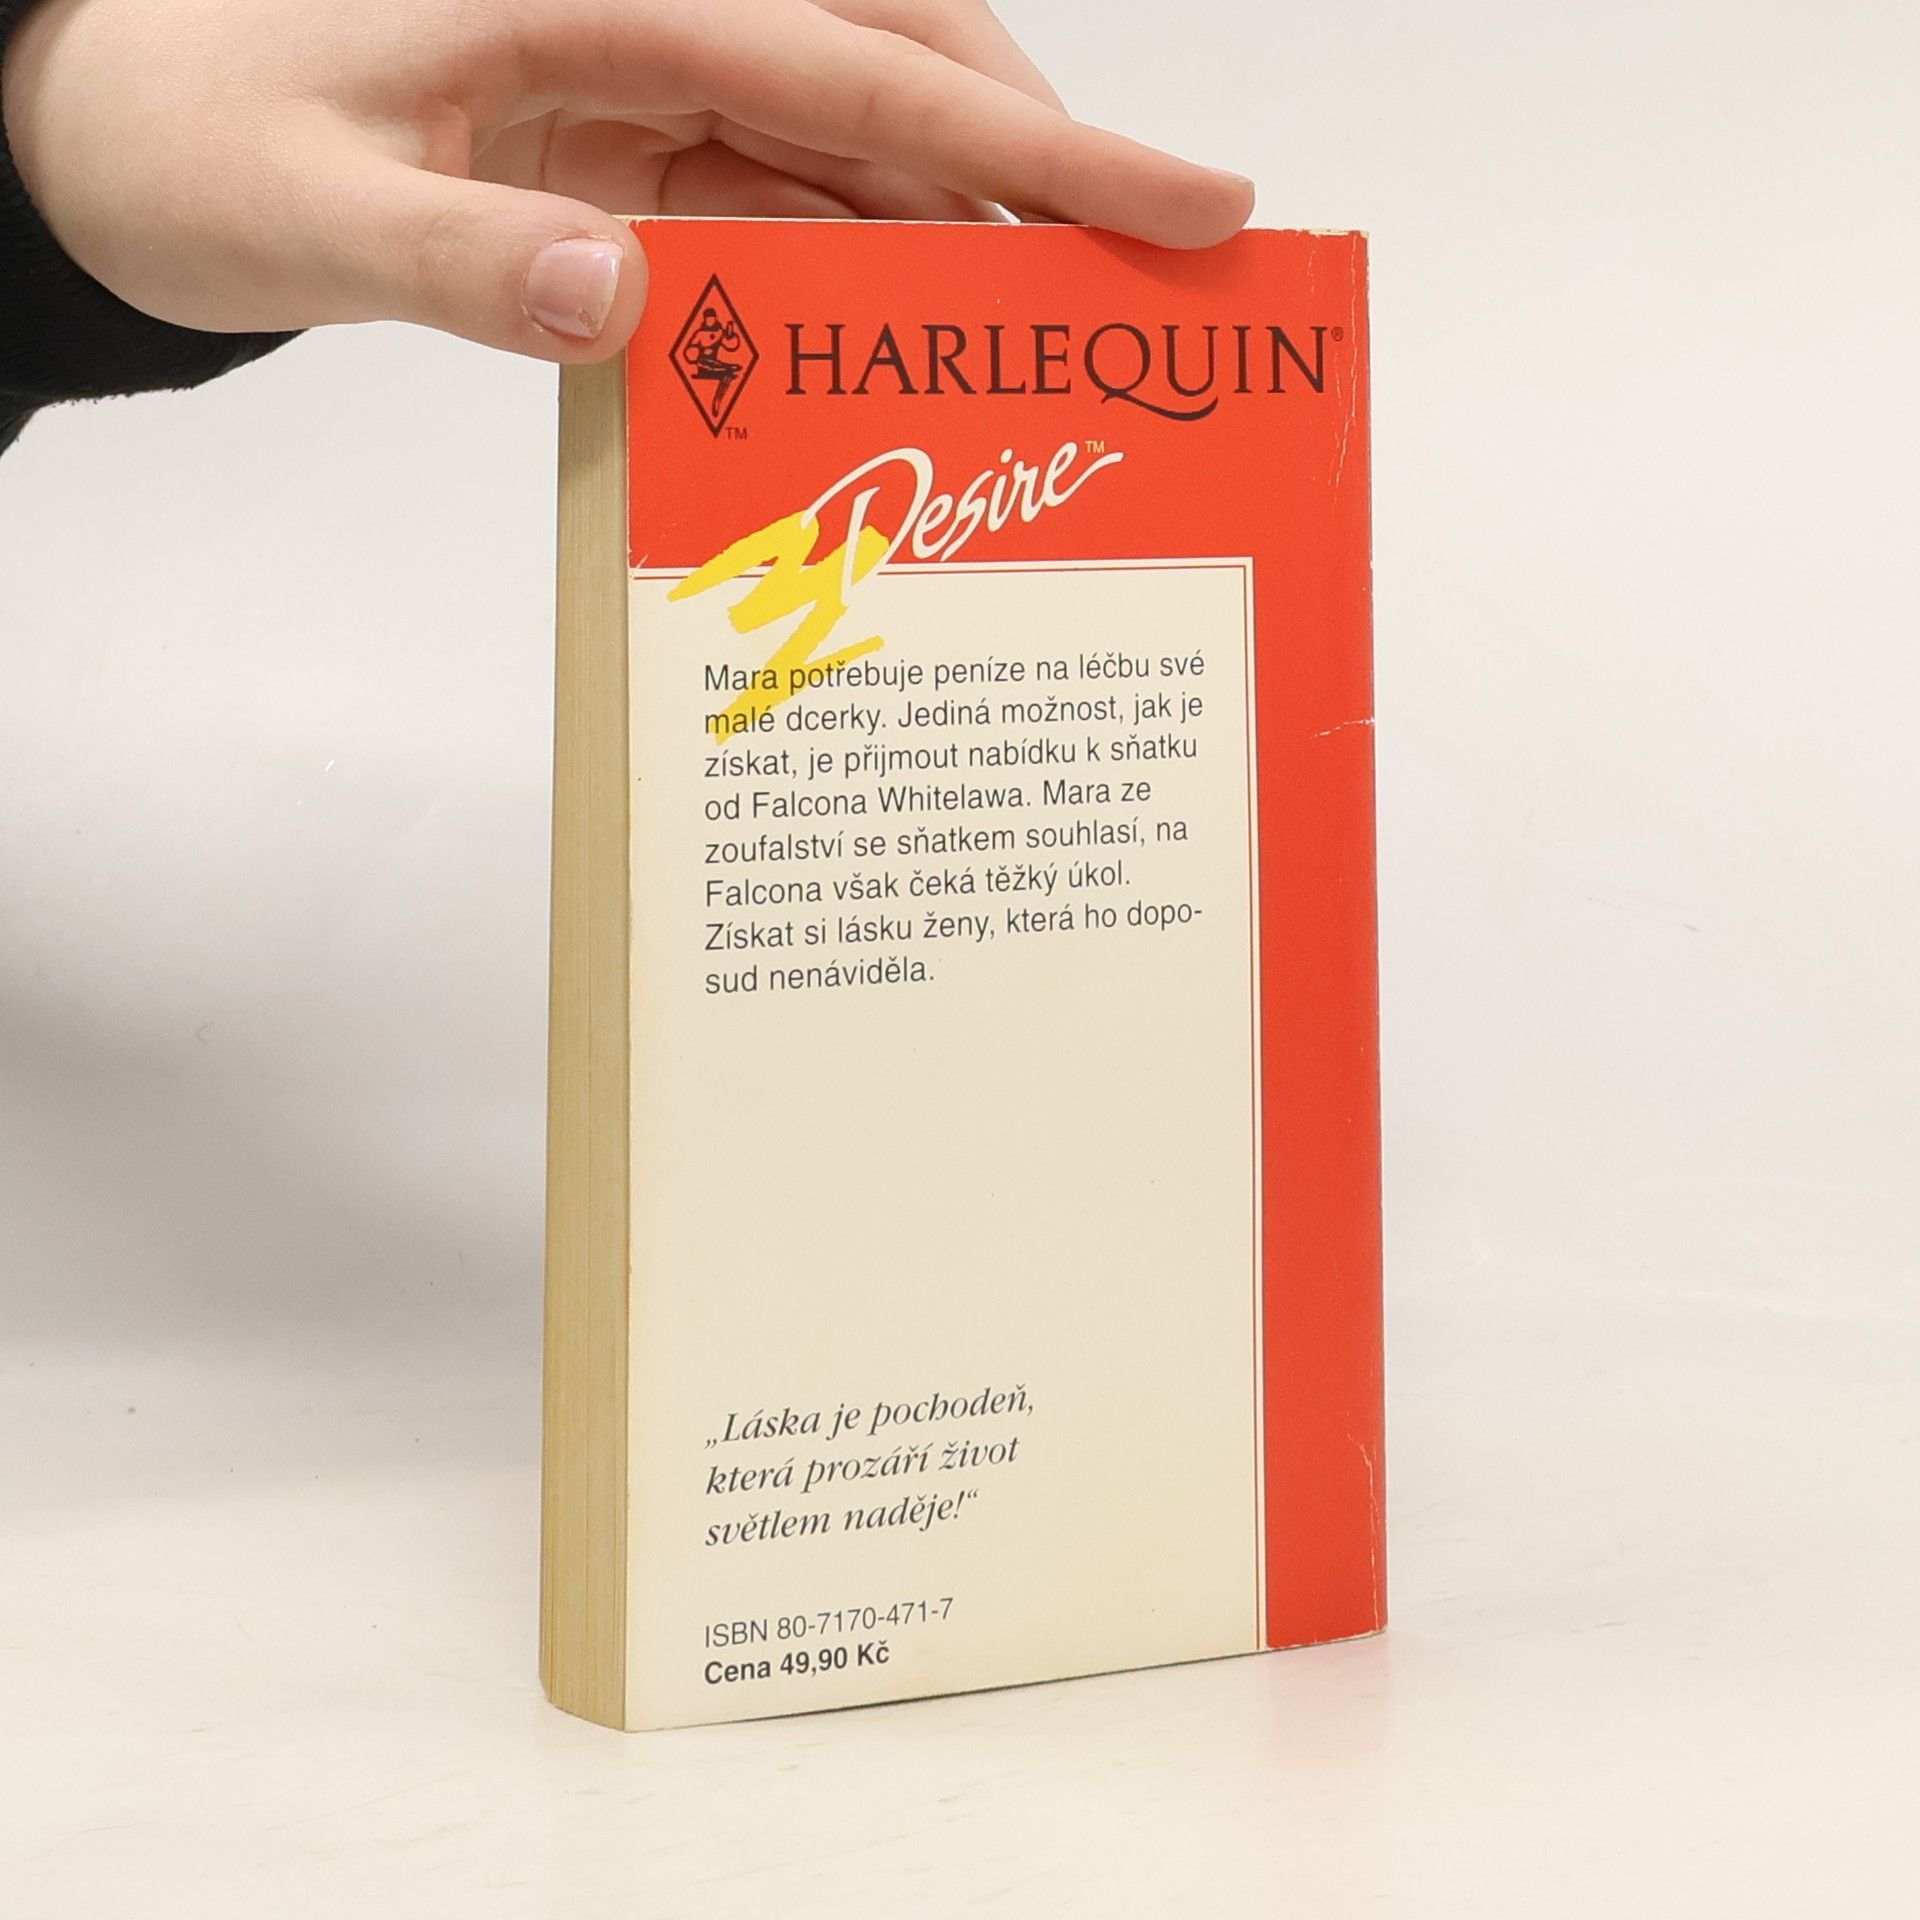 HARLEQUIN®
TM
Desire™
Mara potřebuje peníze na léčbu své
malé dcerky. Jediná možnost, jak je
získat, je přijmout nabídku k sňatku
od Falcona Whitelawa. Mara ze
zoufalství se sňatkem souhlasí, na
Falcona však čeká těžký úkol.
Získat si lásku ženy, která ho dopo-
sud nenáviděla.
„Láska je pochodeň,
která prozáří život
světlem naděje!“
ISBN 80-7170-471-7
Cena 49,90 Kč